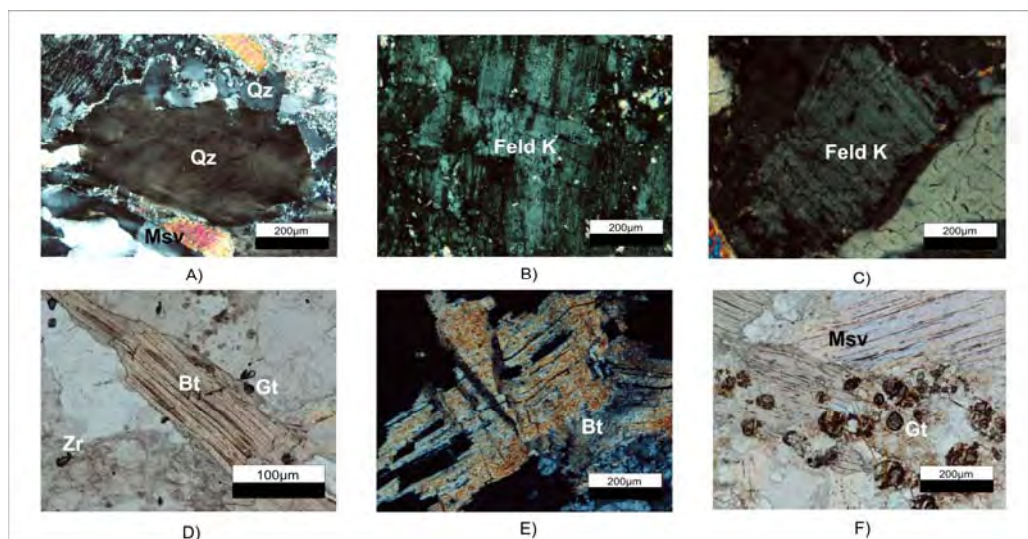 Qz
Qz
Msv
200µm
A)
Feld K
200µm
B)
Feld K
200µm
C)
Bt
Gt
Zr
100µm
D)
Bt
200µm
E)
Msv
Gt
200µm
F)